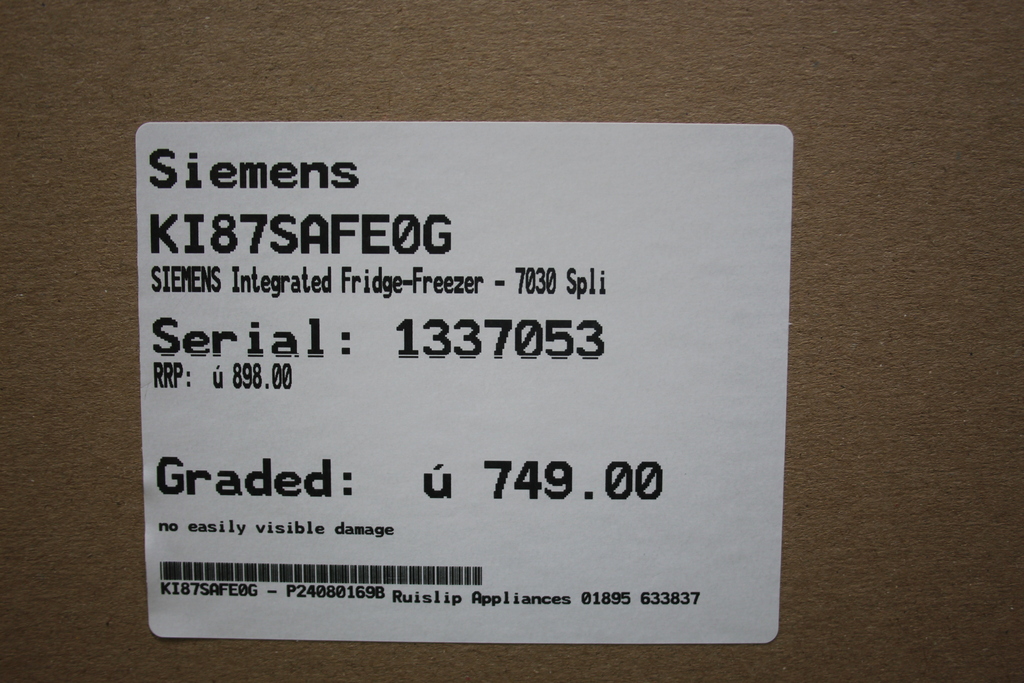 Siemens
KI87SAFE0G
SIEMENS Integrated Fridge-Freezer - 7030 Spli
Serial: 1337053
RRP: ú 898.00
Graded: ú 749.00
no easily visible damage
KI87SAFE0G - P24080169B Ruislip Appliances 01895 633837